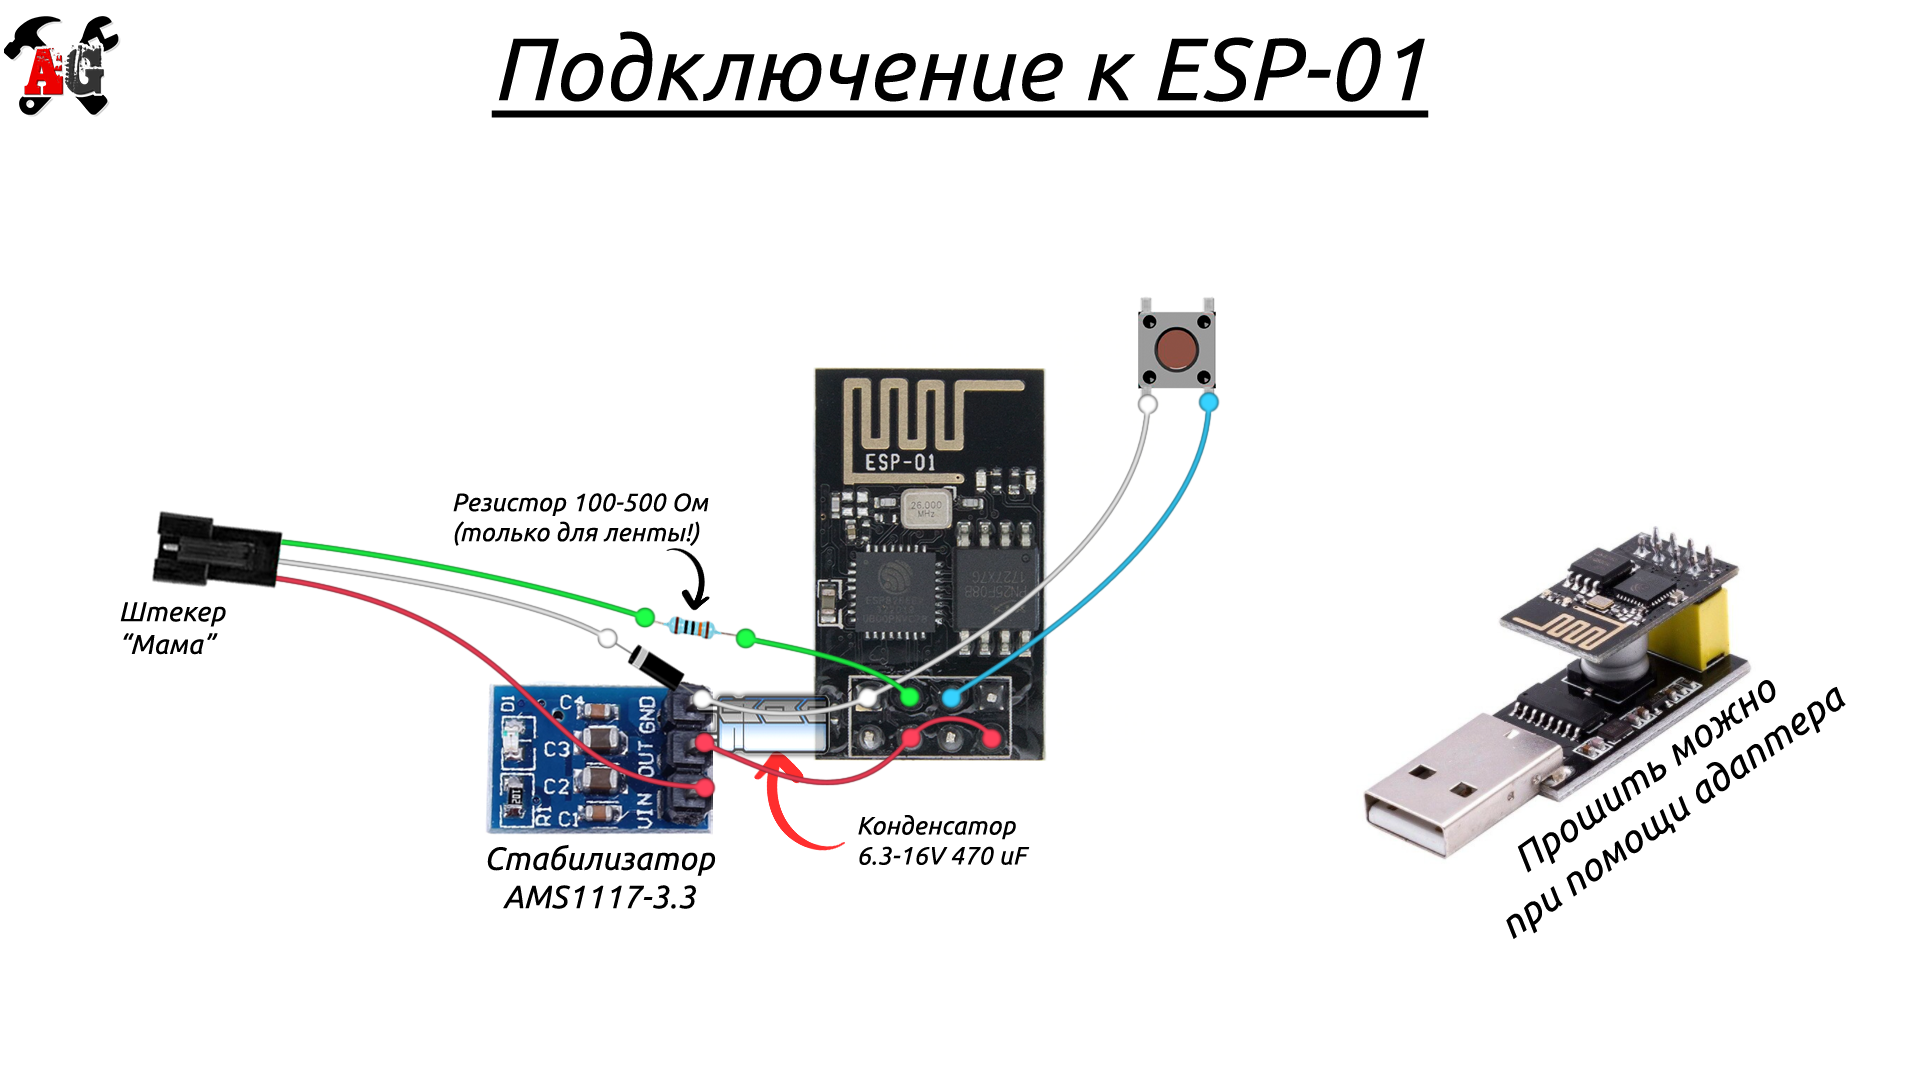 AG
Подключение к ESP-01
ESP-01
26.000
MHz
Резистор 100-500 Ом
(только для ленты!)
Штекер
“Мама”
D1
C4
GND
C3
OUT
C2
C1
R1
VIN
Стабилизатор
AMS1117-3.3
Конденсатор
6.3-16V 470 uF
Прошить можно
при помощи адаптера